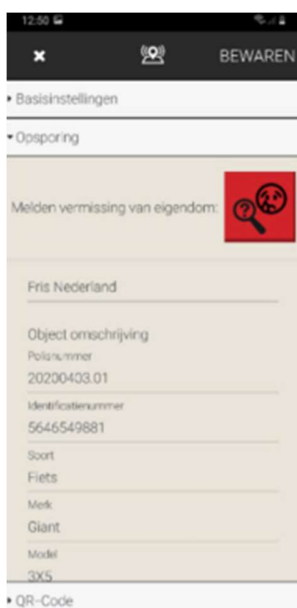 12:50
BEWAREN
Basisinstellingen
Opsporing
Melden vermissing van eigendom:
?
Fris Nederland
Object omschrijving
Polisnummer
20200403.01
Identificatienummer
5646549881
Soort
Fiets
Merk
Giant
Model
3X5
QR-Code